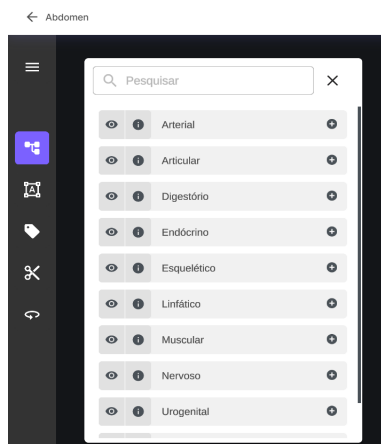 Abdomen
Pesquisar
Arterial
Articular
Digestório
Endócrino
Esquelético
Linfático
Muscular
Nervoso
Urogenital